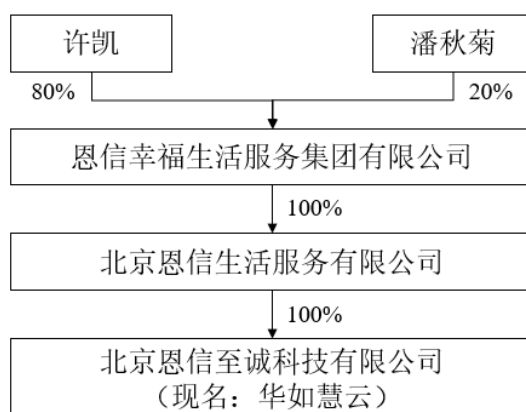 许凯
潘秋菊
80%
20%
恩信幸福生活服务集团有限公司
100%
北京恩信生活服务有限公司
100%
北京恩信至诚科技有限公司
（现名：华如慧云）